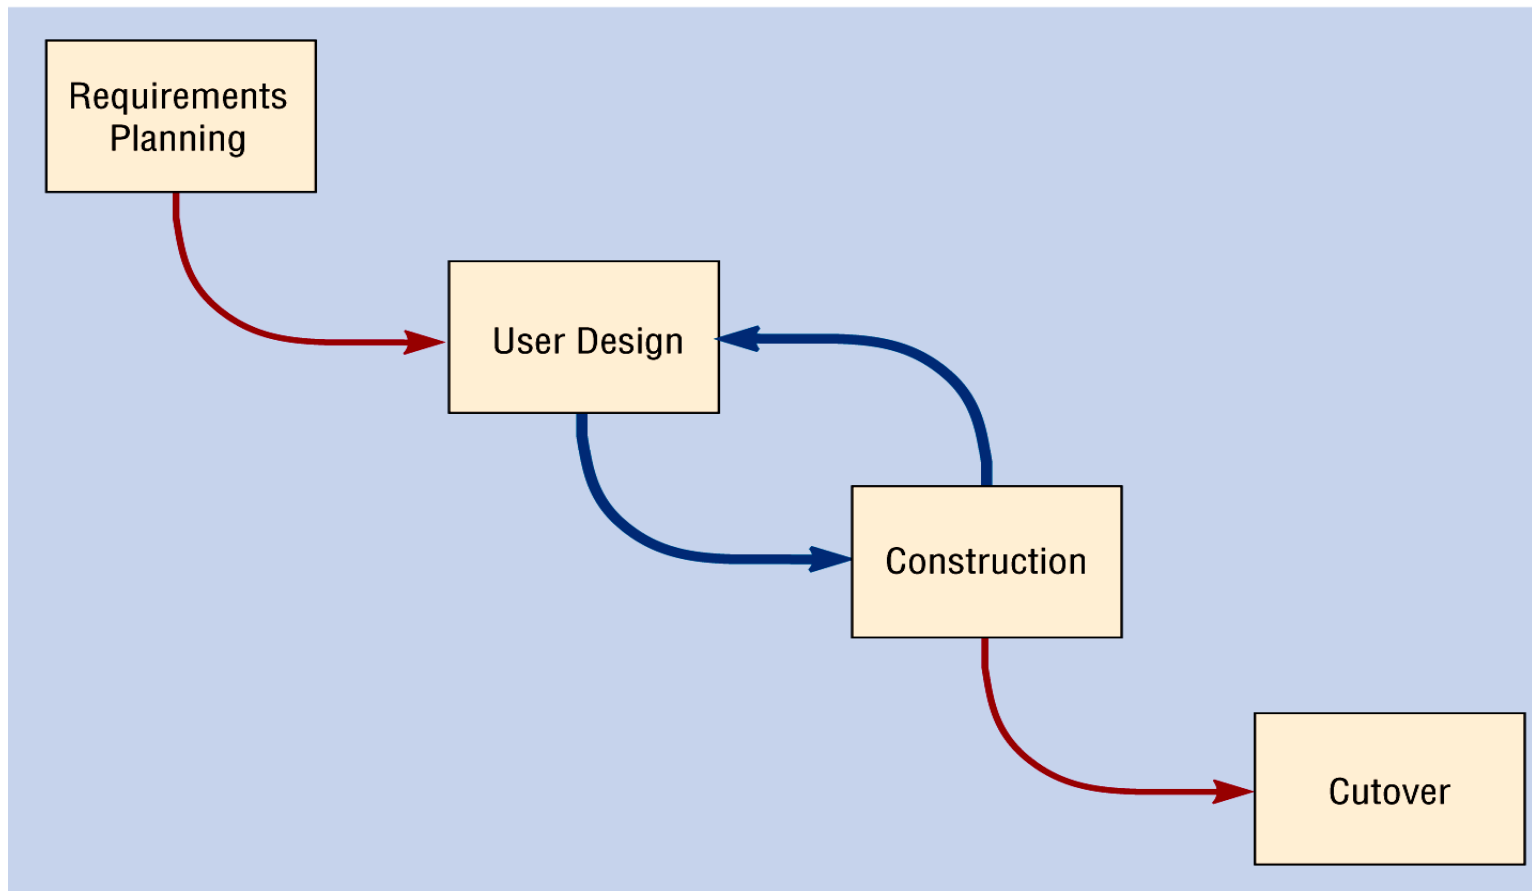 Requirements
Planning
User Design
Construction
Cutover